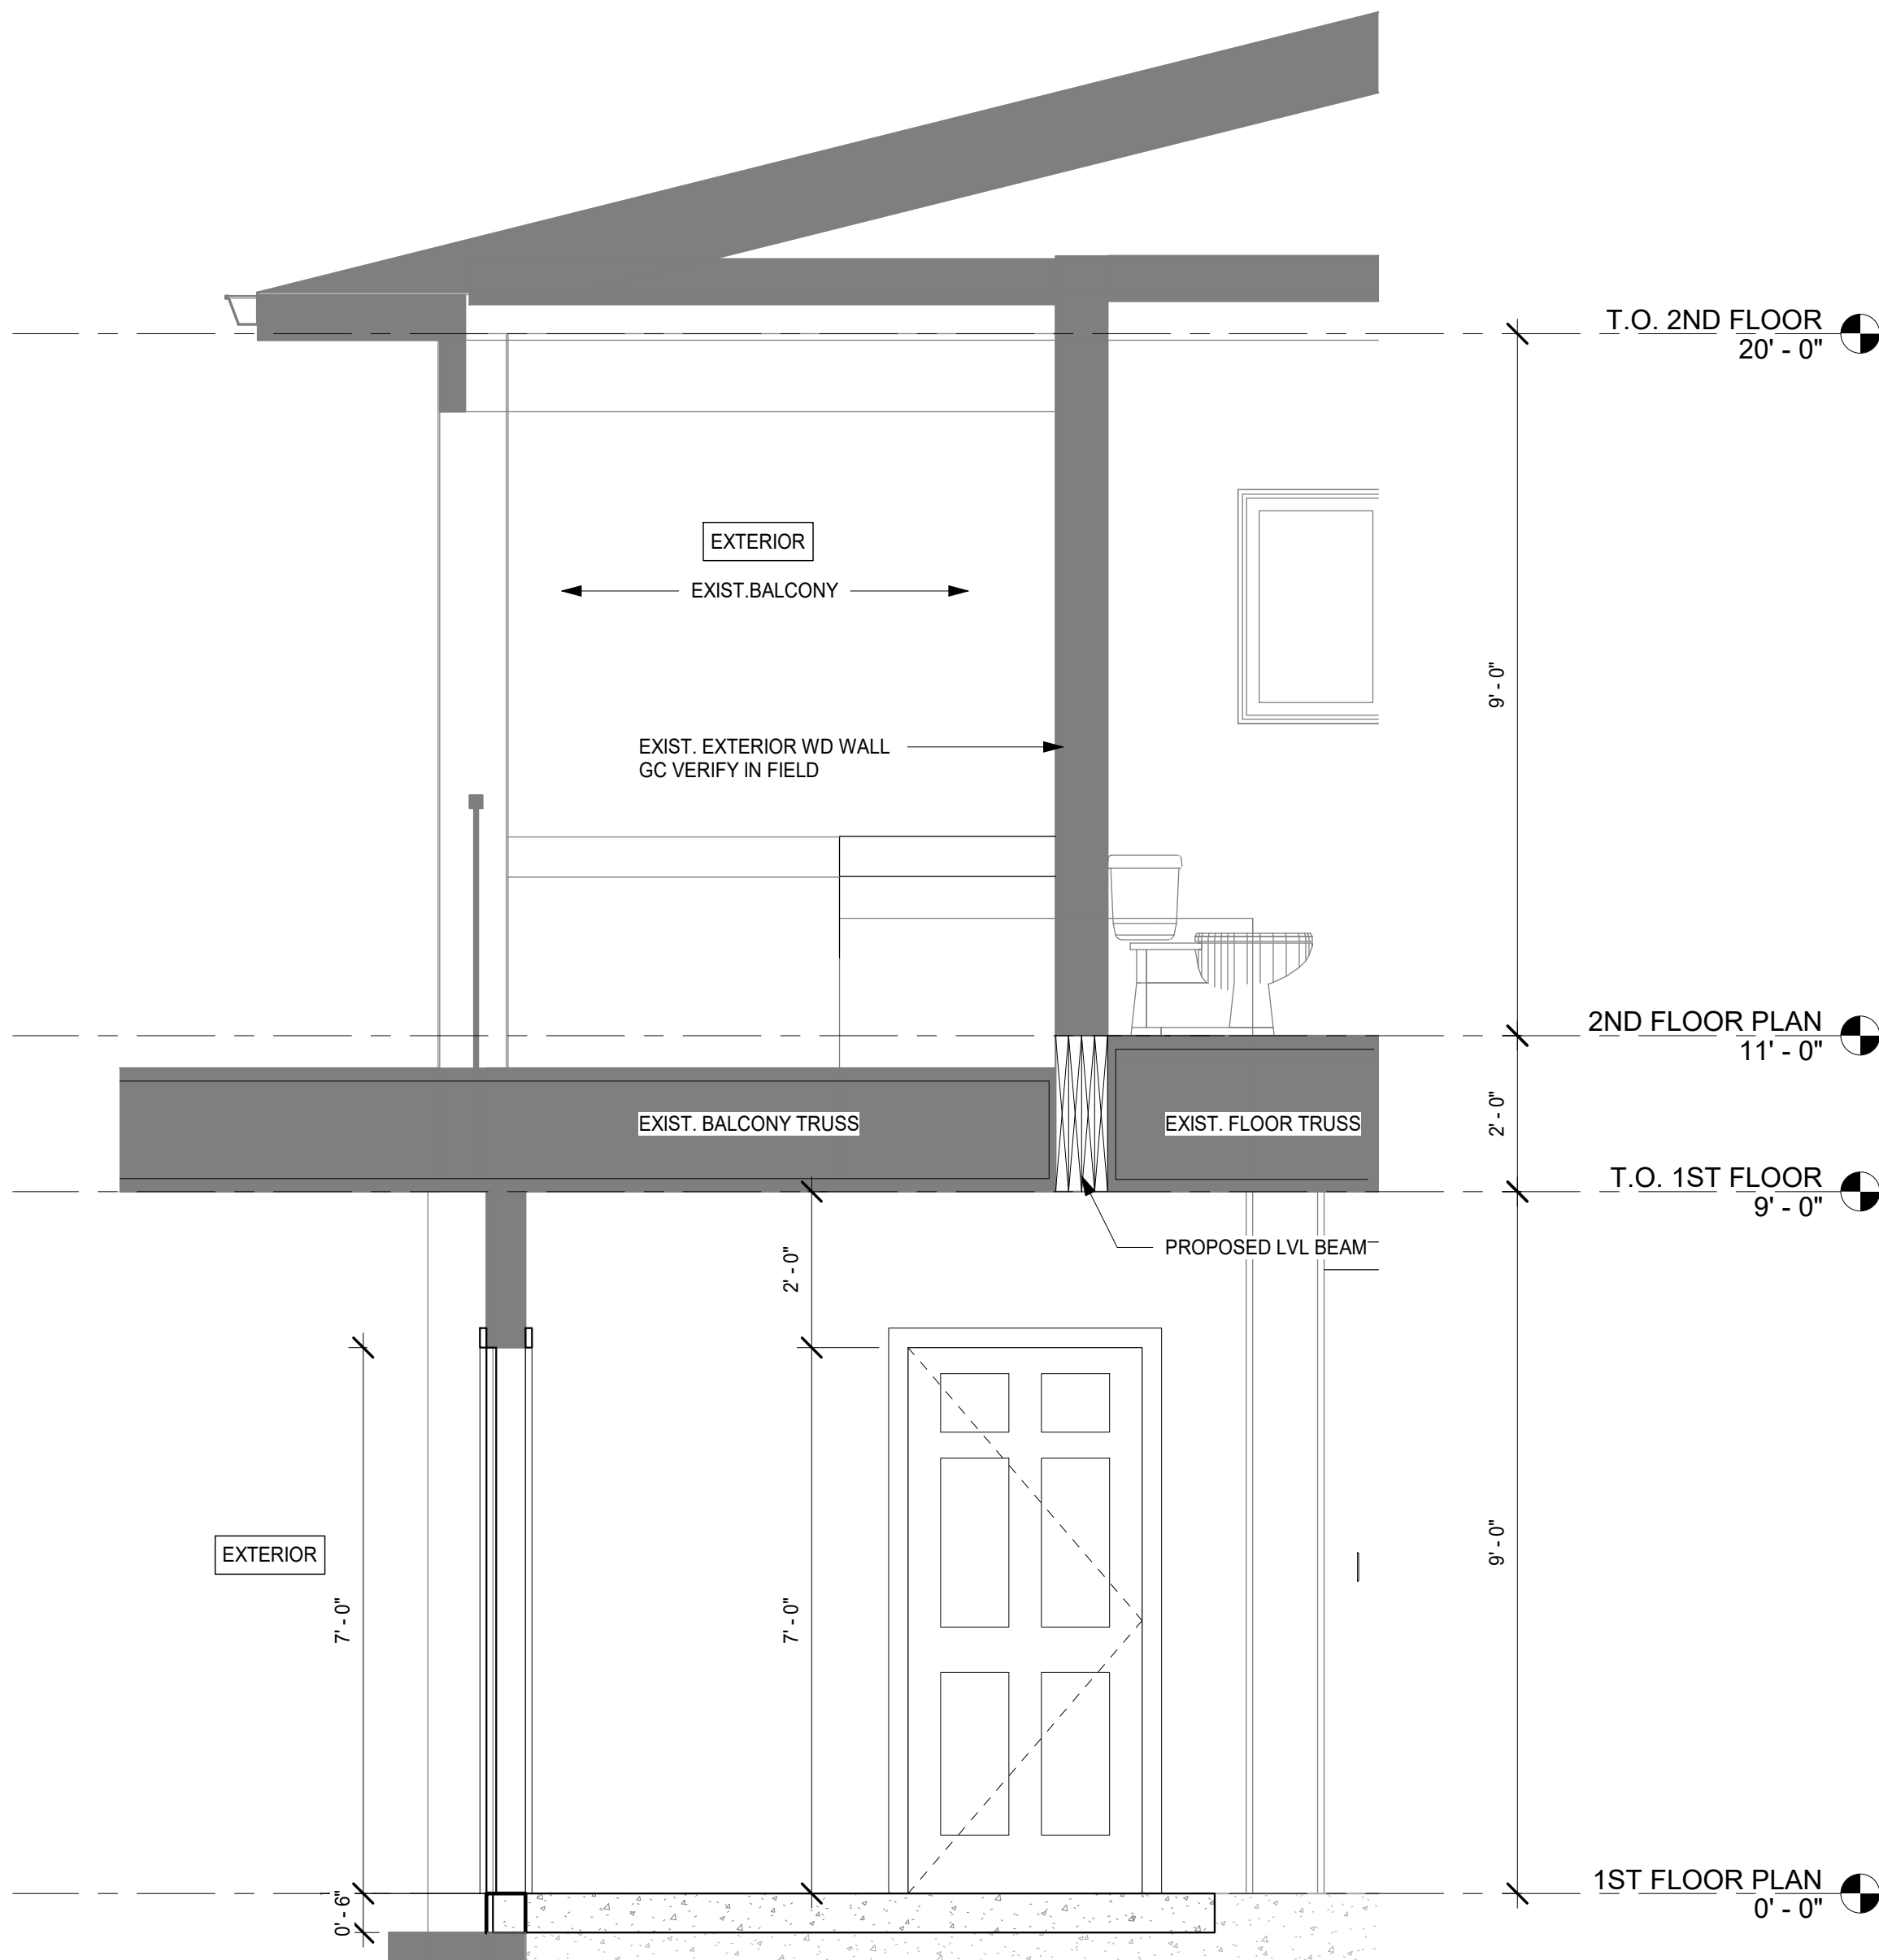 T.O. 2ND FLOOR
20' - 0"
EXTERIOR
EXIST.BALCONY
9' - 0"
EXIST. EXTERIOR WD WALL
GC VERIFY IN FIELD
2ND FLOOR PLAN
11' - 0"
EXIST. BALCONY TRUSS
EXIST. FLOOR TRUSS
2' - 0"
T.O. 1ST FLOOR
9' - 0"
PROPOSED LVL BEAM
2' - 0"
EXTERIOR
7' - 0"
7' - 0"
9' - 0"
1ST FLOOR PLAN
0' - 0"
0' - 6"